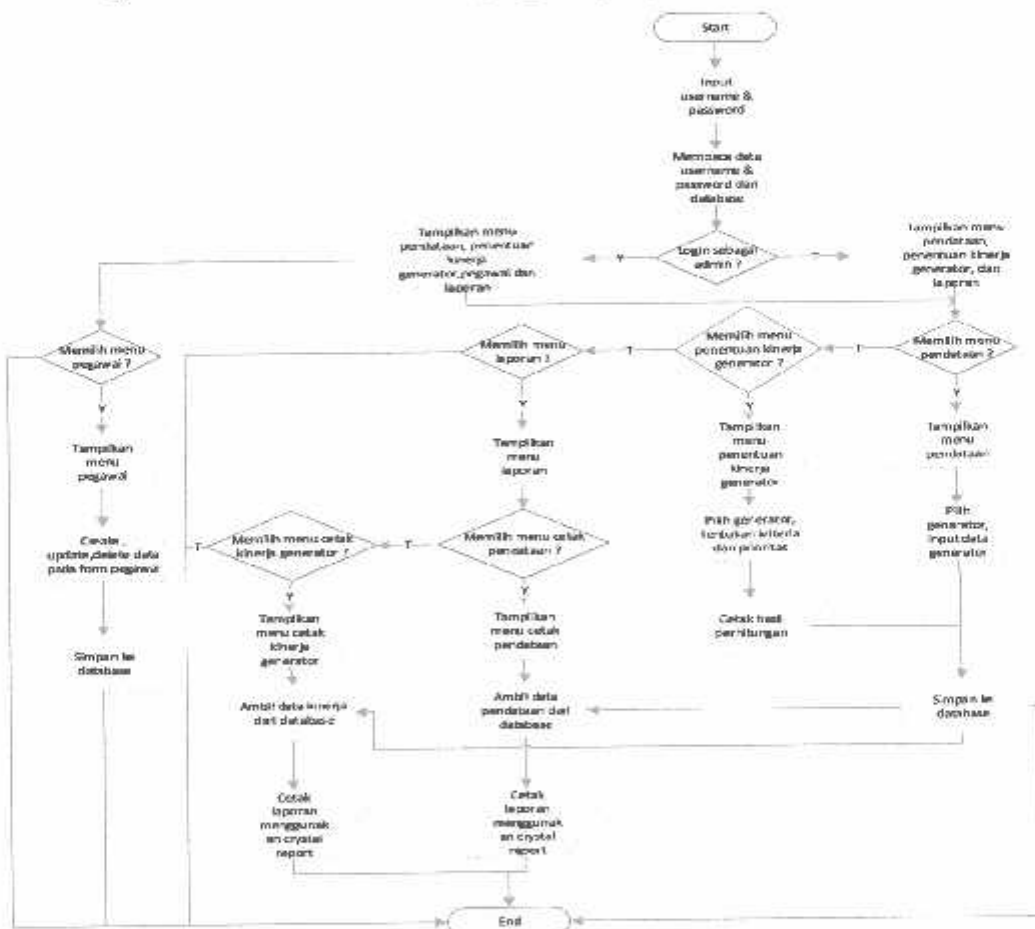 Start
Input
username &
password
Membaca data
username &
password dari
database
Login sebagai
admin ?
Y
T
Tampilkan menu
pendataan, penentuan
kinerja
generator,pegawai dan
laporan
Tampilkan menu
pendataan,
penentuan kinerja
generator, dan
laporan
Memilih menu
pegawai ?
Memilih menu
laporan ?
T
Memilih menu
penentuan kinerja
generator ?
T
Memilih menu
pendataan ?
Y
Y
Y
Y
Tampilkan
menu
pegawai
Tampilkan
menu
laporan
Tampilkan
menu
penentuan
kinerja
generator
Tampilkan
menu
pendataan
Create ,
update,delete data
pada form pegawai
T
Memilih menu cetak
kinerja generator ?
T
Memilih menu cetak
pendataan ?
Pilih generator,
tentukan kriteria
dan prioritas
Pilih
generator,
input data
generator
Y
Y
Simpan ke
database
Tampilkan
menu cetak
kinerja
generator
Tampilkan
menu cetak
pendataan
Cetak hasil
perhitungan
Ambil data kinerja
dari database
Ambil data
pendataan dari
database
Simpan ke
database
Cetak
laporan
menggunak
an crystal
report
Cetak
laporan
menggunak
an crystal
report
End